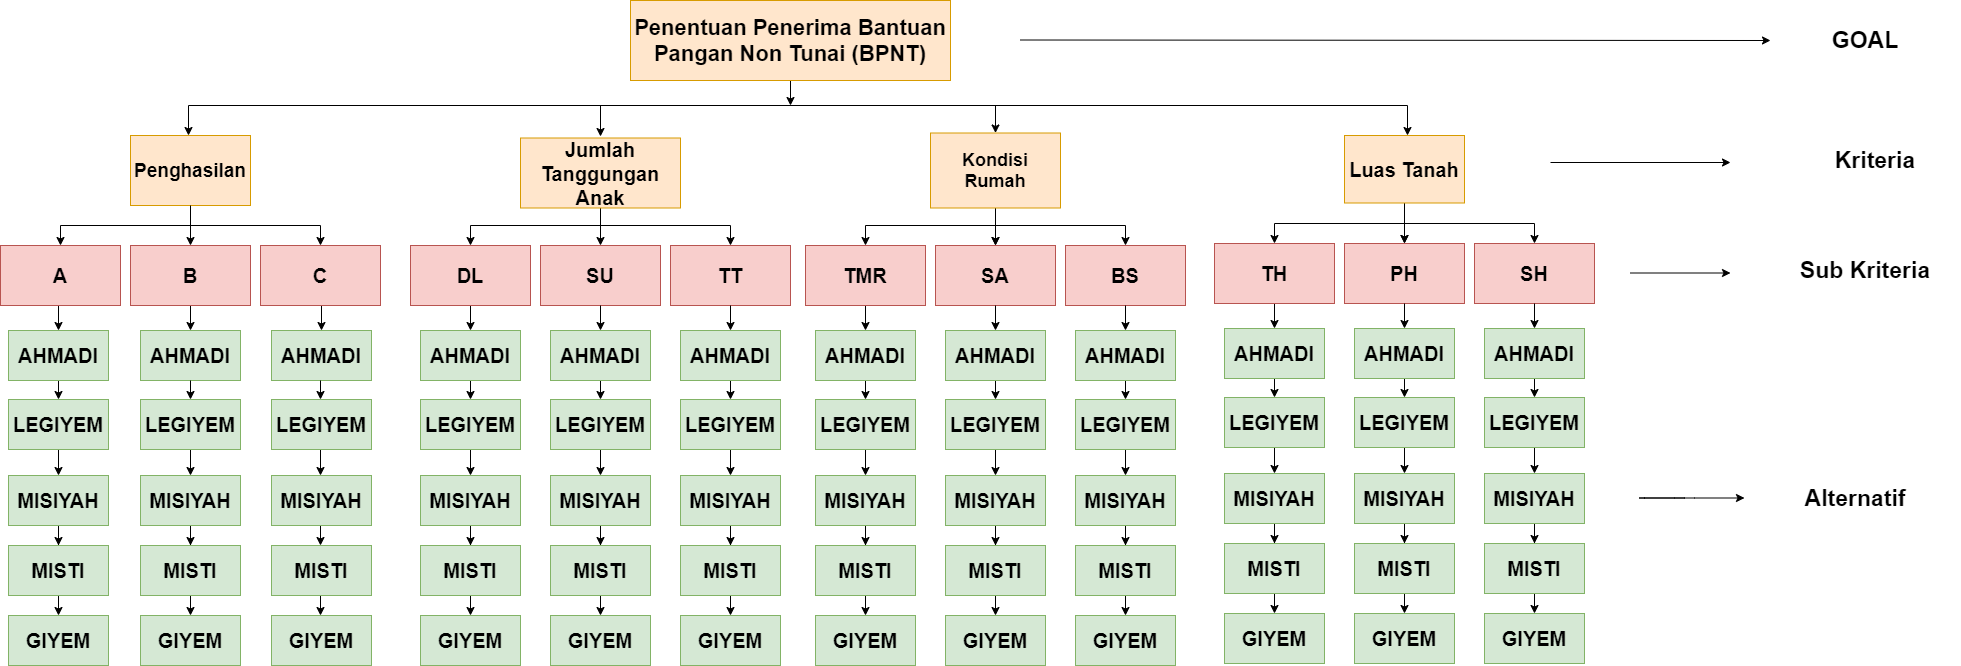 Penentuan Penerima Bantuan
Pangan Non Tunai (BPNT)
GOAL
Penghasilan
Jumlah
Tanggungan
Anak
Kondisi
Rumah
Luas Tanah
Kriteria
A B C DL SU TT TMR SA BS TH PH SH Sub Kriteria
AHMADI AHMADI AHMADI AHMADI AHMADI AHMADI AHMADI AHMADI AHMADI AHMADI AHMADI AHMADI
LEGIYEM LEGIYEM LEGIYEM LEGIYEM LEGIYEM LEGIYEM LEGIYEM LEGIYEM LEGIYEM LEGIYEM LEGIYEM LEGIYEM
MISIYAH MISIYAH MISIYAH MISIYAH MISIYAH MISIYAH MISIYAH MISIYAH MISIYAH MISIYAH MISIYAH MISIYAH Alternatif
MISTI MISTI MISTI MISTI MISTI MISTI MISTI MISTI MISTI MISTI MISTI MISTI
GIYEM GIYEM GIYEM GIYEM GIYEM GIYEM GIYEM GIYEM GIYEM GIYEM GIYEM GIYEM